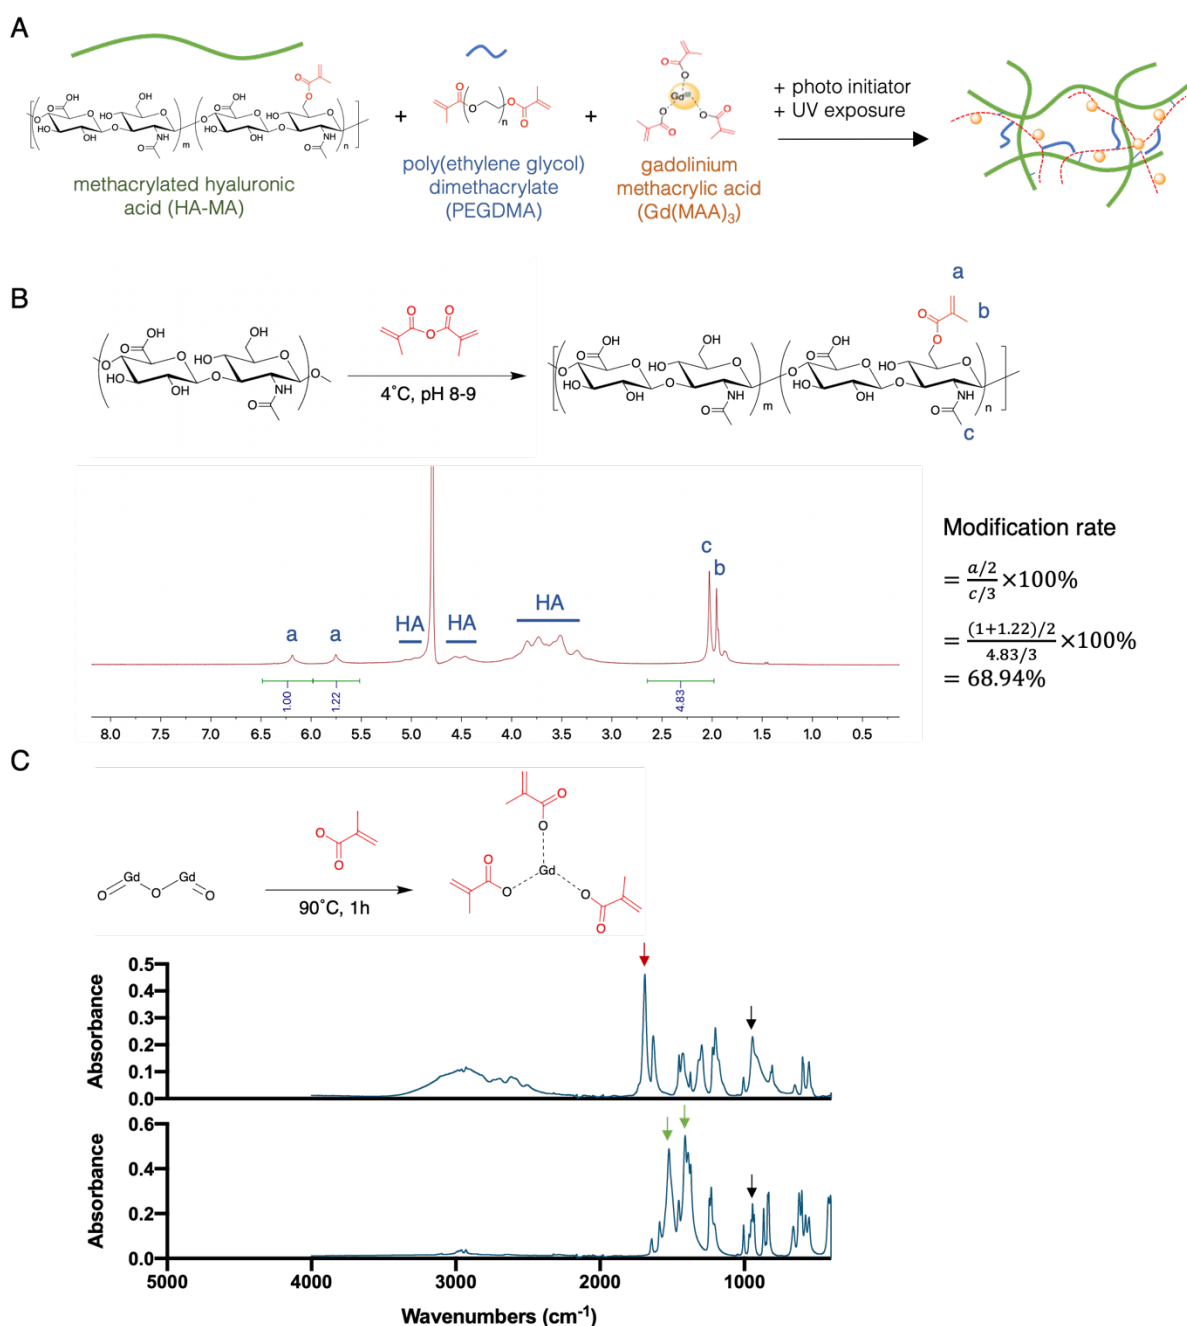 A
methacrylated hyaluronic
acid (HA-MA)
+
poly(ethylene glycol)
dimethacrylate
(PEGDMA)
+
gadolinium
methacrylic acid
(Gd(MAA)₃)
+ photo initiator
+ UV exposure
B
4˚C, pH 8-9
a
b
c
a
a
HA
HA
HA
c
b
1.00
1.22
4.83
8.0 7.5 7.0 6.5 6.0 5.5 5.0 4.5 4.0 3.5 3.0 2.5 2.0 1.5 1.0 0.5
Modification rate
= a/2 / c/3 ×100%
= (1+1.22)/2 / 4.83/3 ×100%
= 68.94%
C
90˚C, 1h
Absorbance
0.5
0.4
0.3
0.2
0.1
0.0
Absorbance
0.6
0.4
0.2
0.0
5000 4000 3000 2000 1000
Wavenumbers (cm⁻¹)